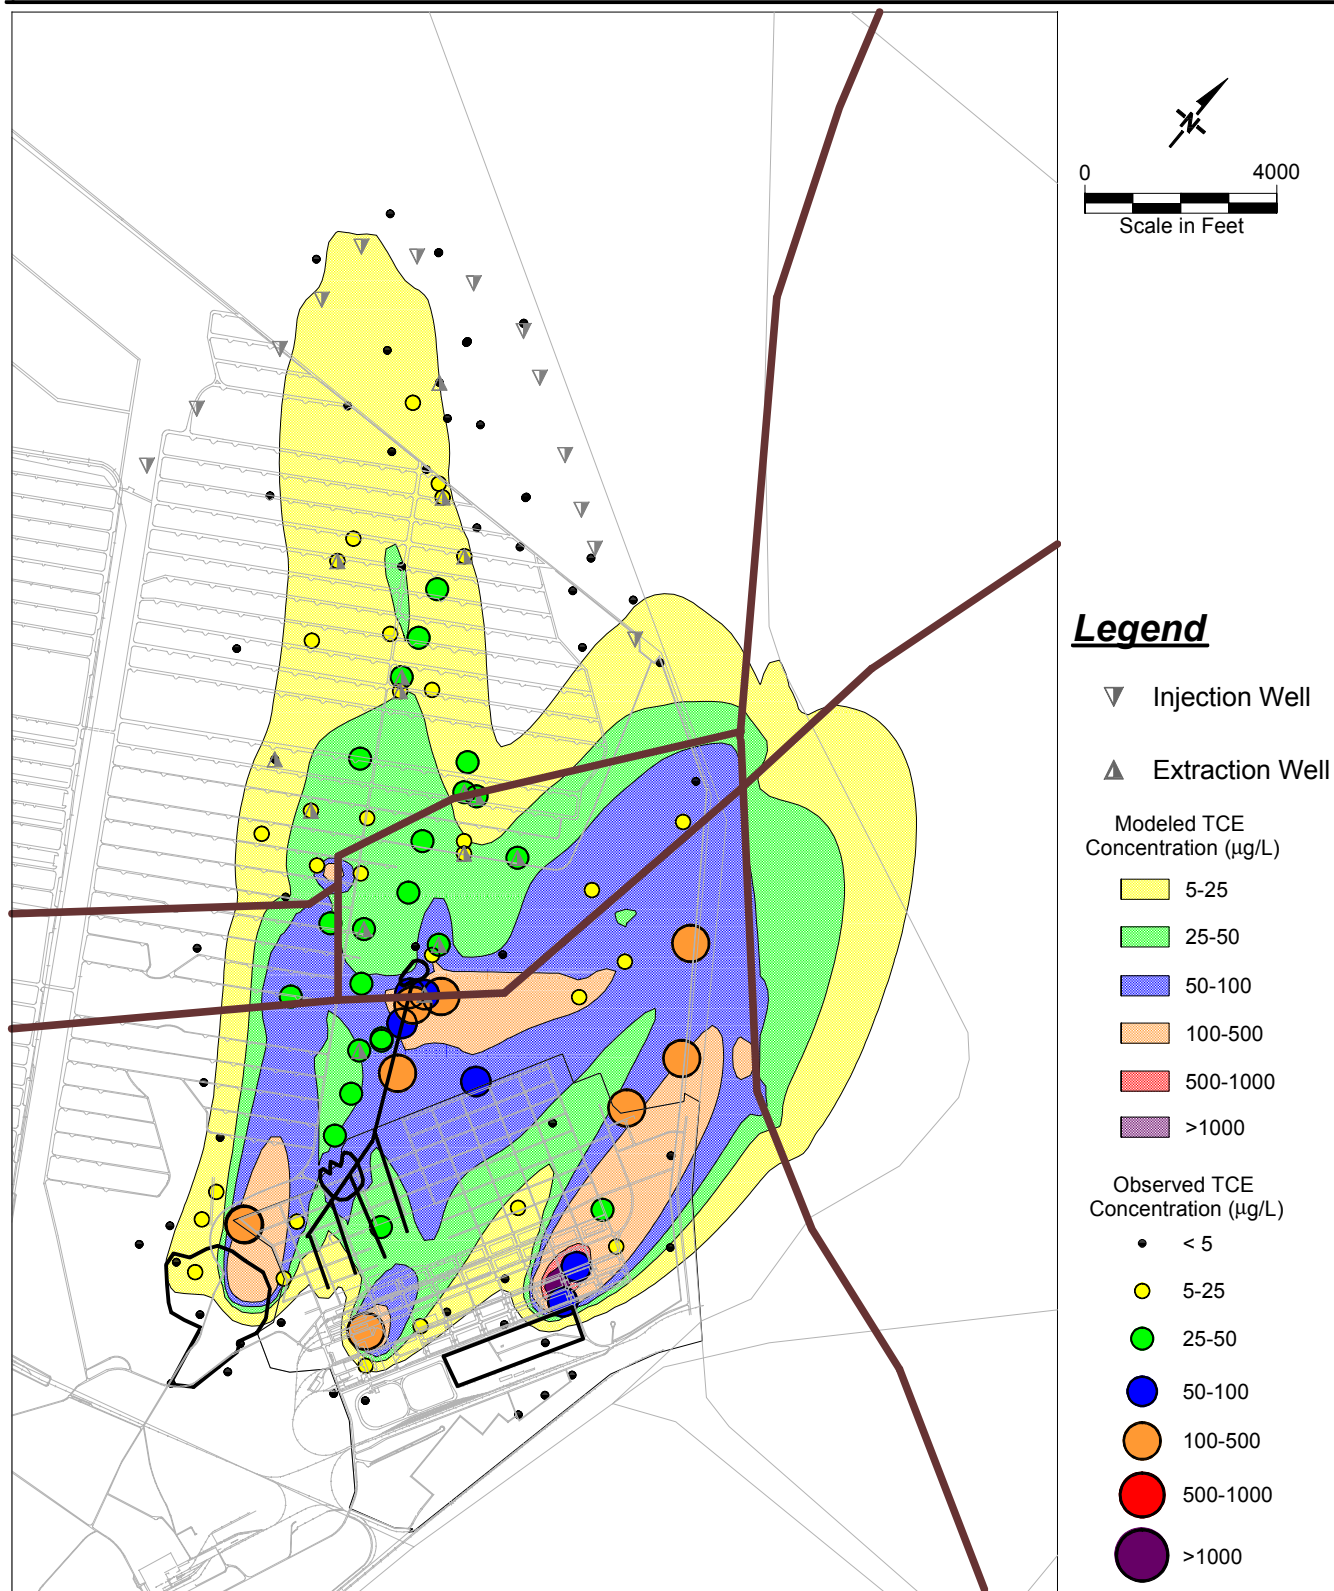 N
0 4000
Scale in Feet
Legend
Injection Well
Extraction Well
Modeled TCE
Concentration (µg/L)
5-25
25-50
50-100
100-500
500-1000
>1000
Observed TCE
Concentration (µg/L)
< 5
5-25
25-50
50-100
100-500
500-1000
>1000